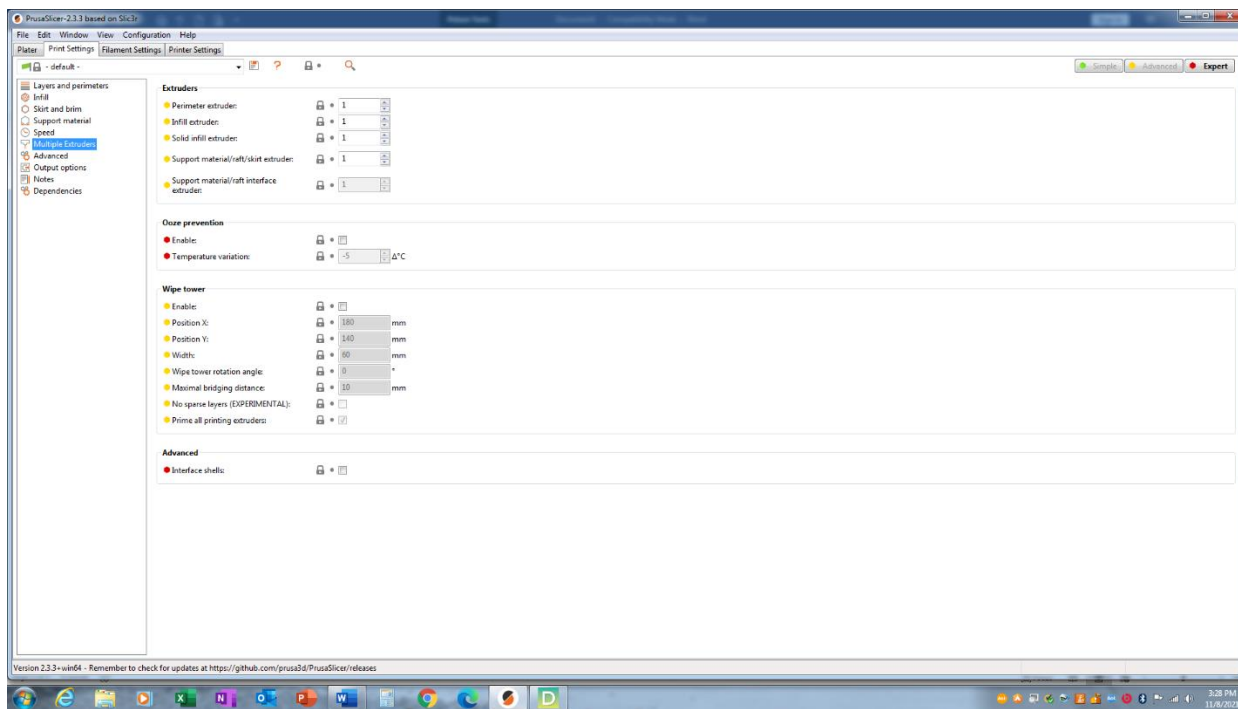 PrusaSlicer-2.3.3 based on Slic3r
File Edit Window View Configuration Help
Plater Print Settings Filament Settings Printer Settings
- default - Simple Advanced Expert
Layers and perimeters
Infill
Skirt and brim
Support material
Speed
Multiple Extruders
Advanced
Output options
Notes
Dependencies
Extruders
Perimeter extruder: 1
Infill extruder: 1
Solid infill extruder: 1
Support material/raft/skirt extruder: 1
Support material/raft interface
extruder: 1
Ooze prevention
Enable:
Temperature variation: -5 Δ°C
Wipe tower
Enable:
Position X: 180 mm
Position Y: 140 mm
Width: 60 mm
Wipe tower rotation angle: 0 °
Maximal bridging distance: 10 mm
No sparse layers (EXPERIMENTAL):
Prime all printing extruders:
Advanced
Interface shells:
Version 2.3.3+win64 - Remember to check for updates at https://github.com/prusa3d/PrusaSlicer/releases
3:28 PM